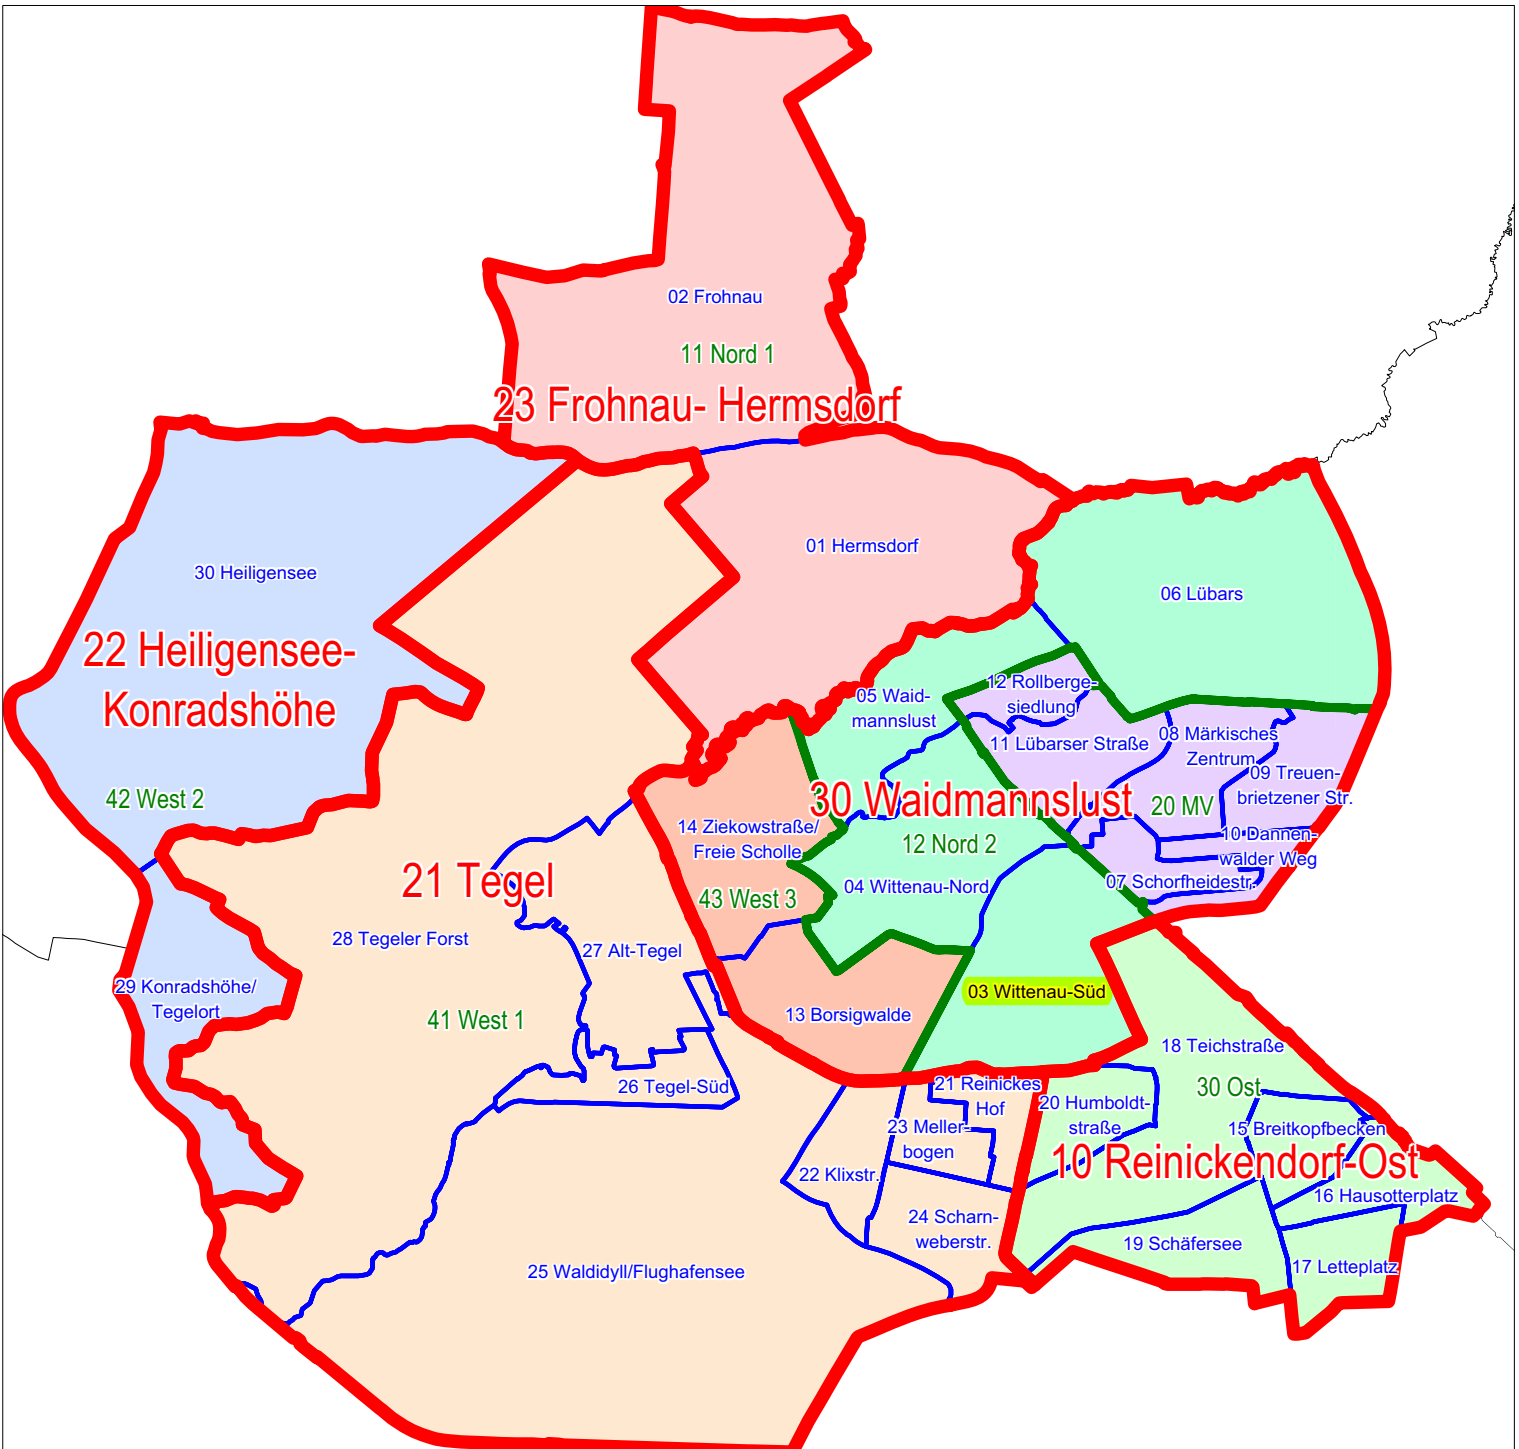 02 Frohnau
11 Nord 1
23 Frohnau- Hermsdorf
01 Hermsdorf
30 Heiligensee
06 Lübars
22 Heiligensee-
Konradshöhe
05 Waid-
mannslust
12 Rollberge-
siedlung
11 Lübarser Straße
08 Märkisches
Zentrum
09 Treuen-
brietzener Str.
42 West 2
30 Waidmannslust
20 MV
14 Ziekowstraße/
Freie Scholle
12 Nord 2
10 Dannen-
walder Weg
21 Tegel
43 West 3
04 Wittenau-Nord
07 Schorfheidestr.
28 Tegeler Forst
27 Alt-Tegel
29 Konradshöhe/
Tegelort
03 Wittenau-Süd
41 West 1
13 Borsigwalde
18 Teichstraße
26 Tegel-Süd
21 Reinickes
Hof
30 Ost
20 Humboldt-
straße
23 Meller-
bogen
15 Breitkopfbecken
10 Reinickendorf-Ost
22 Klixstr.
16 Hausotterplatz
24 Scharn-
weberstr.
19 Schäfersee
25 Waldidyll/Flughafensee
17 Letteplatz